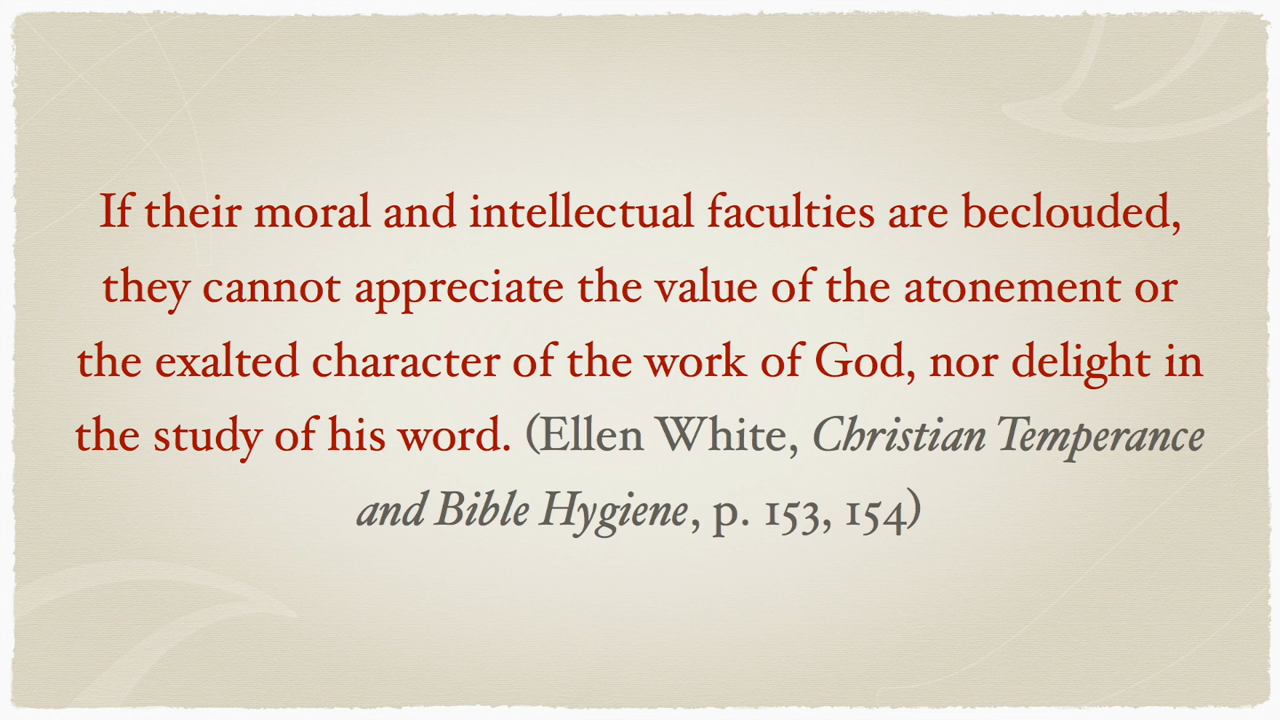 If their moral and intellectual faculties are beclouded,
they cannot appreciate the value of the atonement or
the exalted character of the work of God, nor delight in
the study of his word. (Ellen White, Christian Temperance
and Bible Hygiene, p. 153, 154)